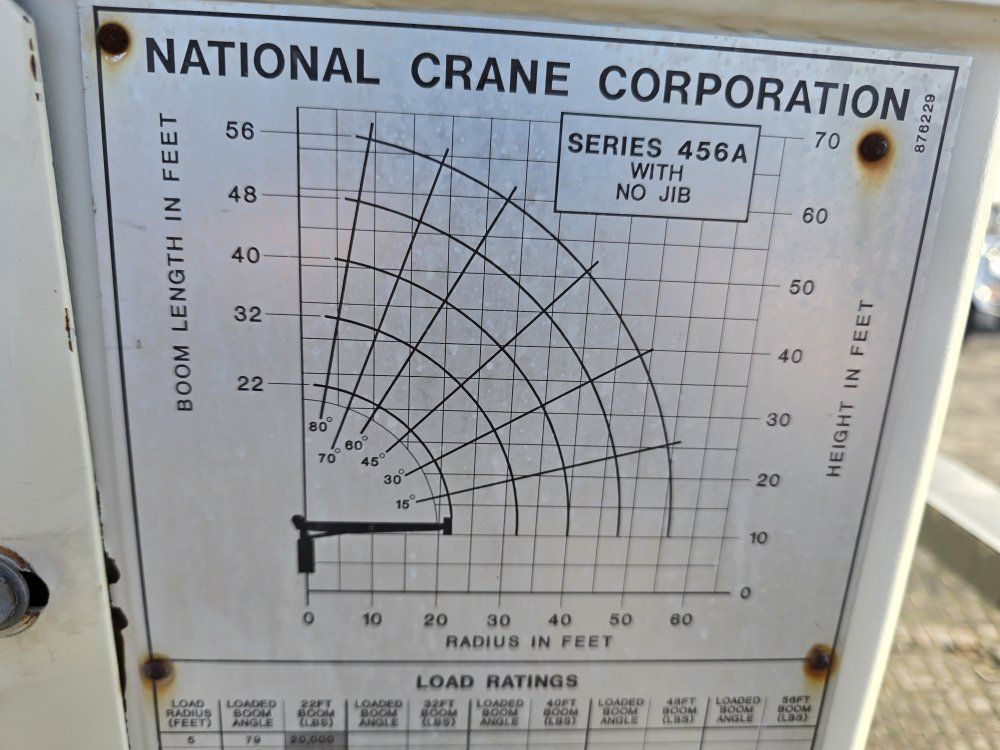 NATIONAL CRANE CORPORATION
876229
SERIES 456A
WITH
NO JIB
BOOM LENGTH IN FEET
56
48
40
32
22
70
60
50
40
30
20
10
0
HEIGHT IN FEET
80°
70°
60°
45°
30°
15°
0 10 20 30 40 50 60
RADIUS IN FEET
LOAD RATINGS
LOAD RADIUS (FEET) LOADED BOOM ANGLE 22FT BOOM (LBS) LOADED BOOM ANGLE 32FT BOOM (LBS) LOADED BOOM ANGLE 40FT BOOM (LBS) LOADED BOOM ANGLE 48FT BOOM (LBS) LOADED BOOM ANGLE 56FT BOOM (LBS)
5 79 20,000